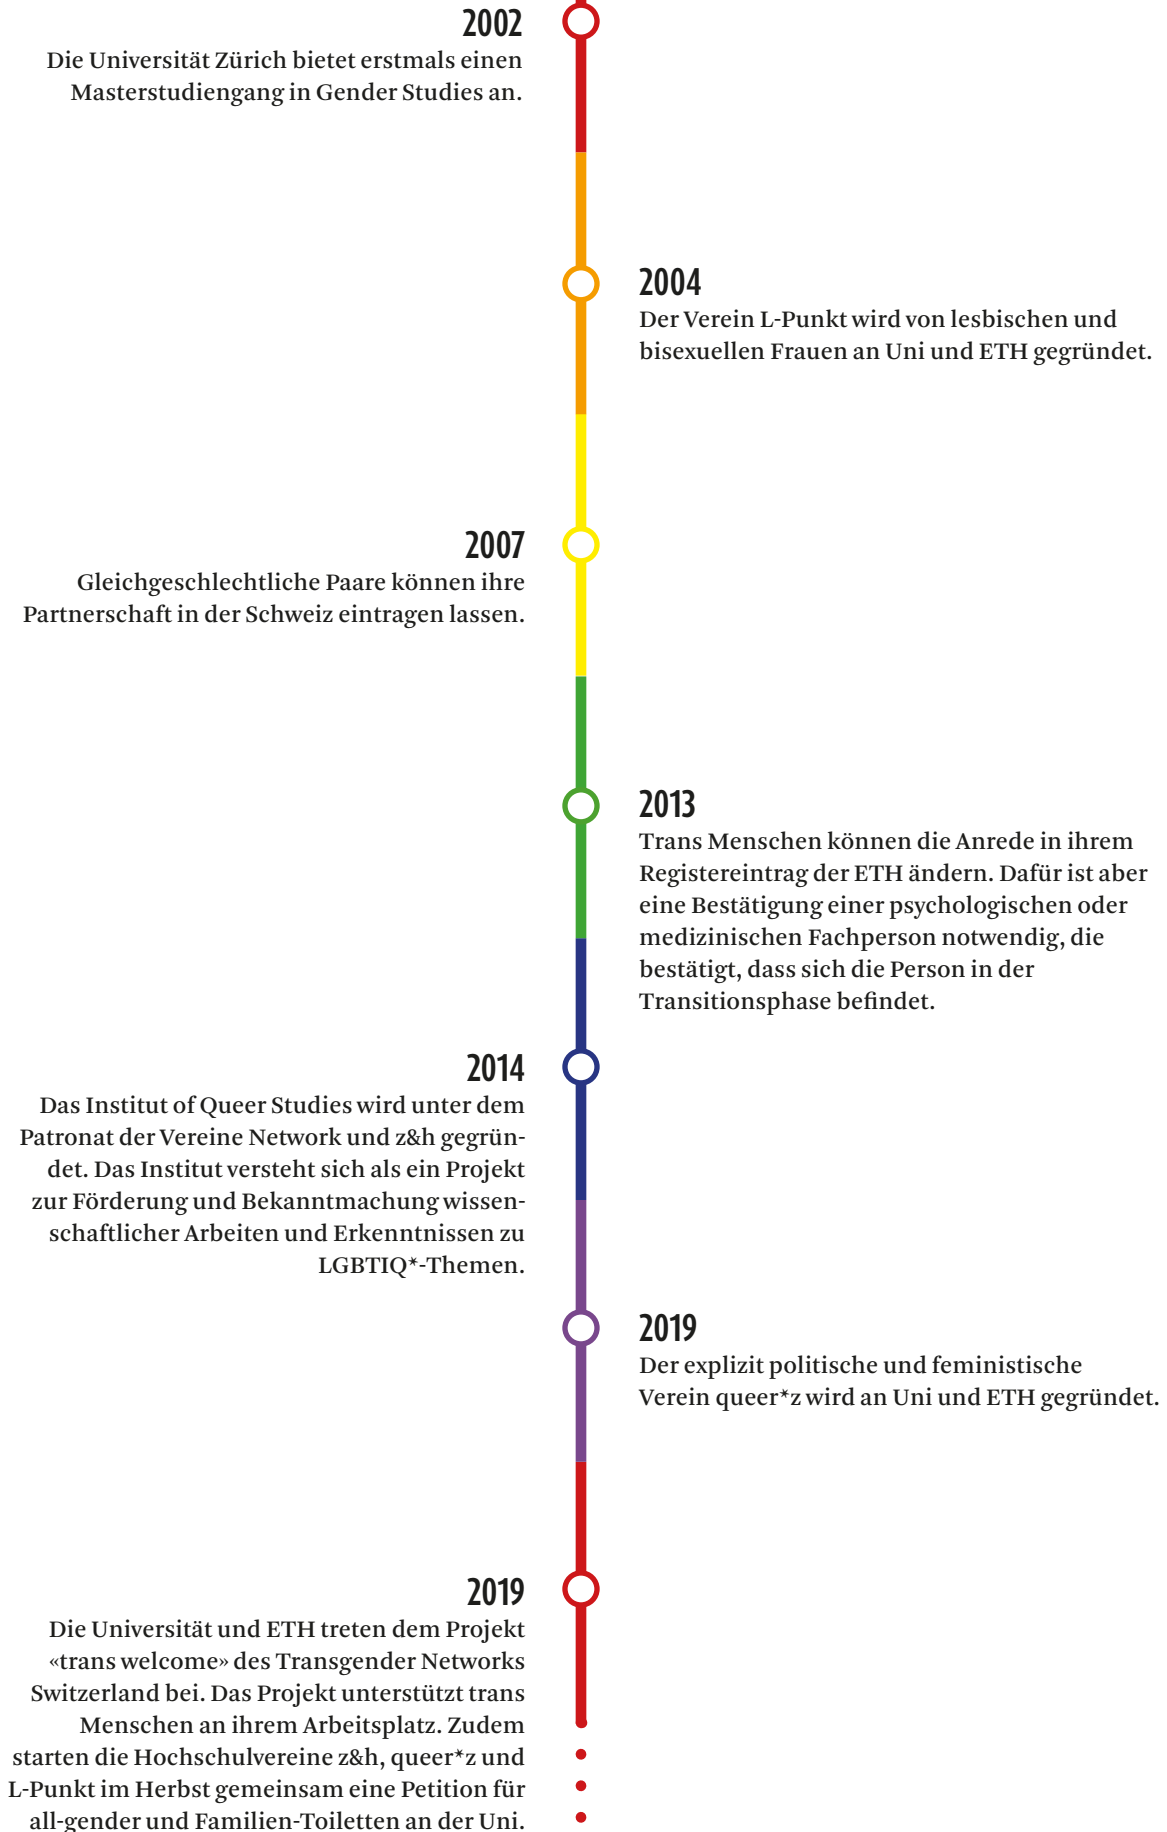 2002
Die Universität Zürich bietet erstmals einen
Masterstudiengang in Gender Studies an.
2004
Der Verein L-Punkt wird von lesbischen und
bisexuellen Frauen an Uni und ETH gegründet.
2007
Gleichgeschlechtliche Paare können ihre
Partnerschaft in der Schweiz eintragen lassen.
2013
Trans Menschen können die Anrede in ihrem
Registereintrag der ETH ändern. Dafür ist aber
eine Bestätigung einer psychologischen oder
medizinischen Fachperson notwendig, die
bestätigt, dass sich die Person in der
Transitionsphase befindet.
2014
Das Institut of Queer Studies wird unter dem
Patronat der Vereine Network und z&h gegrün-
det. Das Institut versteht sich als ein Projekt
zur Förderung und Bekanntmachung wissen-
schaftlicher Arbeiten und Erkenntnissen zu
LGBTIQ*-Themen.
2019
Der explizit politische und feministische
Verein queer*z wird an Uni und ETH gegründet.
2019
Die Universität und ETH treten dem Projekt
«trans welcome» des Transgender Networks
Switzerland bei. Das Projekt unterstützt trans
Menschen an ihrem Arbeitsplatz. Zudem
starten die Hochschulvereine z&h, queer*z und
L-Punkt im Herbst gemeinsam eine Petition für
all-gender und Familien-Toiletten an der Uni.